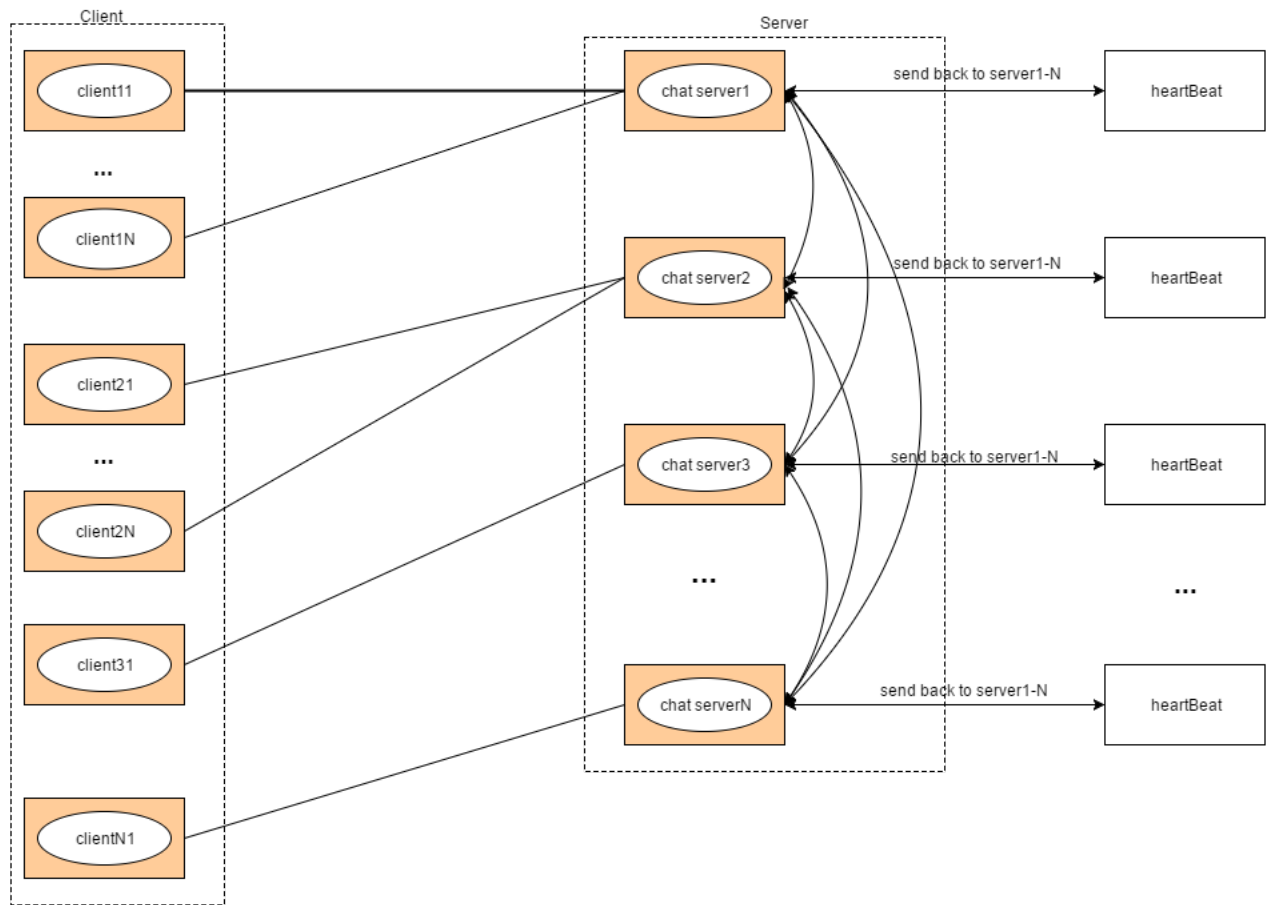 Client
Server
client11
chat server1
send back to server1-N
heartBeat
...
client1N
chat server2
send back to server1-N
heartBeat
client21
...
chat server3
send back to server1-N
heartBeat
client2N
...
...
client31
chat serverN
send back to server1-N
heartBeat
clientN1